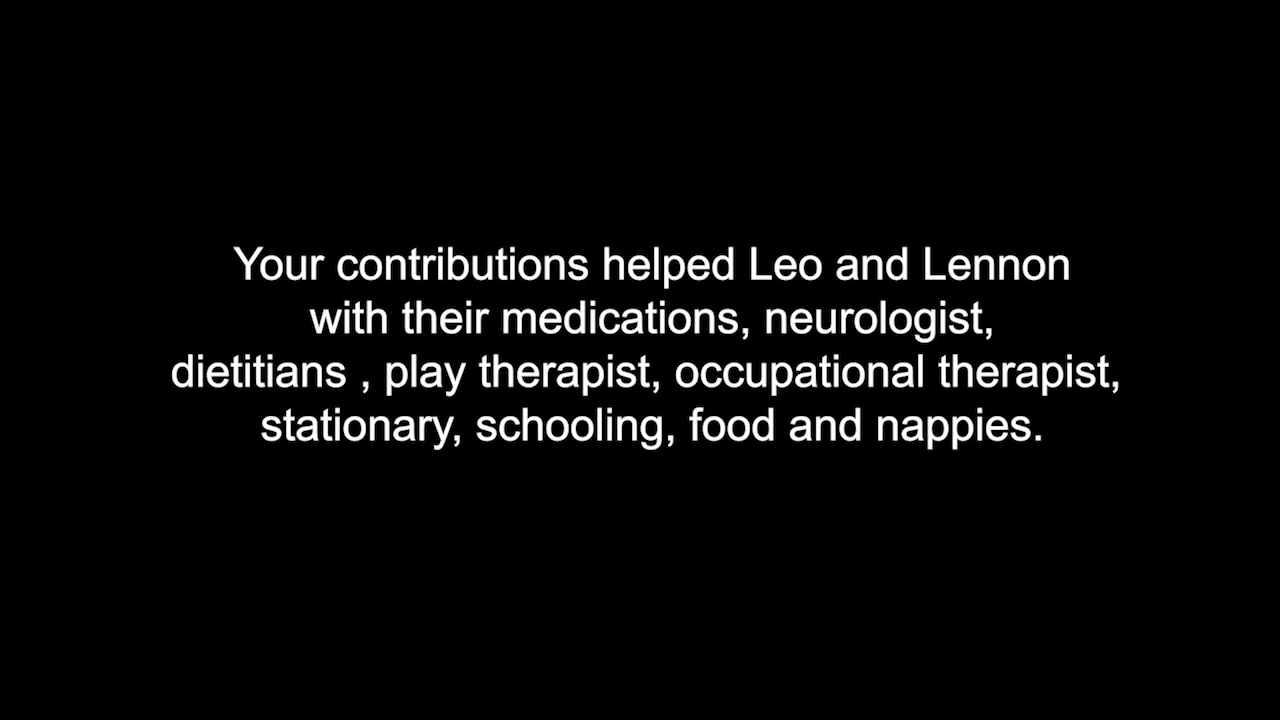 Your contributions helped Leo and Lennon
with their medications, neurologist,
dietitians , play therapist, occupational therapist,
stationary, schooling, food and nappies.